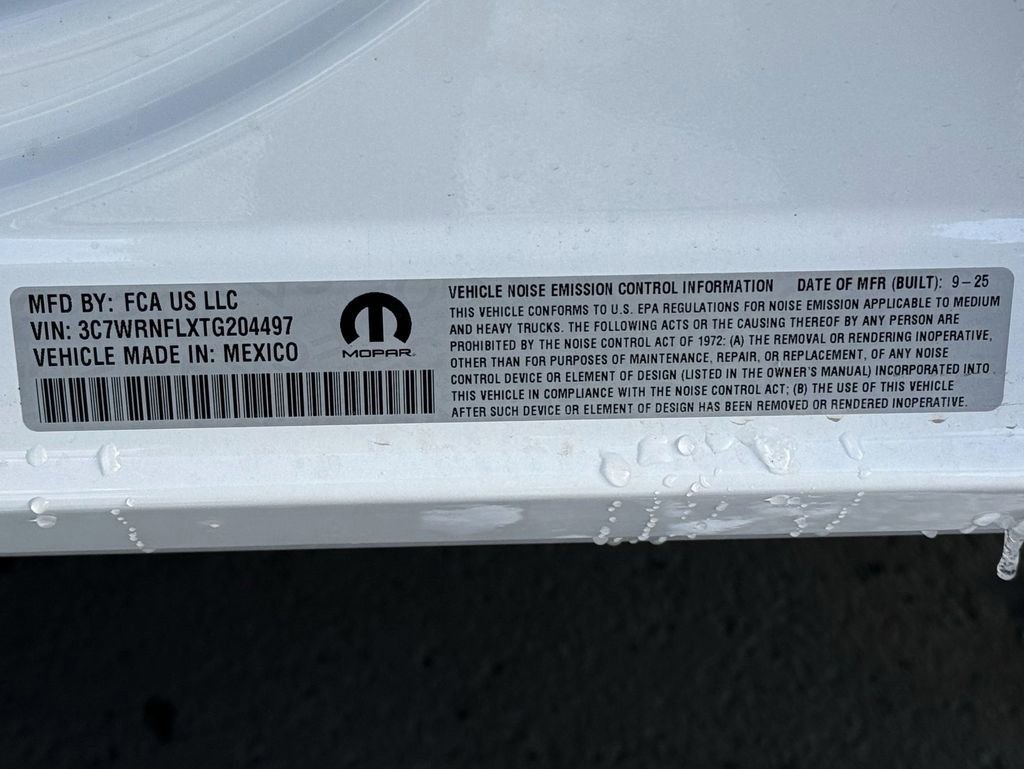 MFD BY: FCA US LLC
VIN: 3C7WRNFLXTG204497
VEHICLE MADE IN: MEXICO
MOPAR
VEHICLE NOISE EMISSION CONTROL INFORMATION DATE OF MFR (BUILT): 9-25
THIS VEHICLE CONFORMS TO U.S. EPA REGULATIONS FOR NOISE EMISSION APPLICABLE TO MEDIUM
AND HEAVY TRUCKS. THE FOLLOWING ACTS OR THE CAUSING THEREOF BY ANY PERSON ARE
PROHIBITED BY THE NOISE CONTROL ACT OF 1972: (A) THE REMOVAL OR RENDERING INOPERATIVE,
OTHER THAN FOR PURPOSES OF MAINTENANCE, REPAIR, OR REPLACEMENT, OF ANY NOISE
CONTROL DEVICE OR ELEMENT OF DESIGN (LISTED IN THE OWNER'S MANUAL) INCORPORATED INTO
THIS VEHICLE IN COMPLIANCE WITH THE NOISE CONTROL ACT; (B) THE USE OF THIS VEHICLE
AFTER SUCH DEVICE OR ELEMENT OF DESIGN HAS BEEN REMOVED OR RENDERED INOPERATIVE.